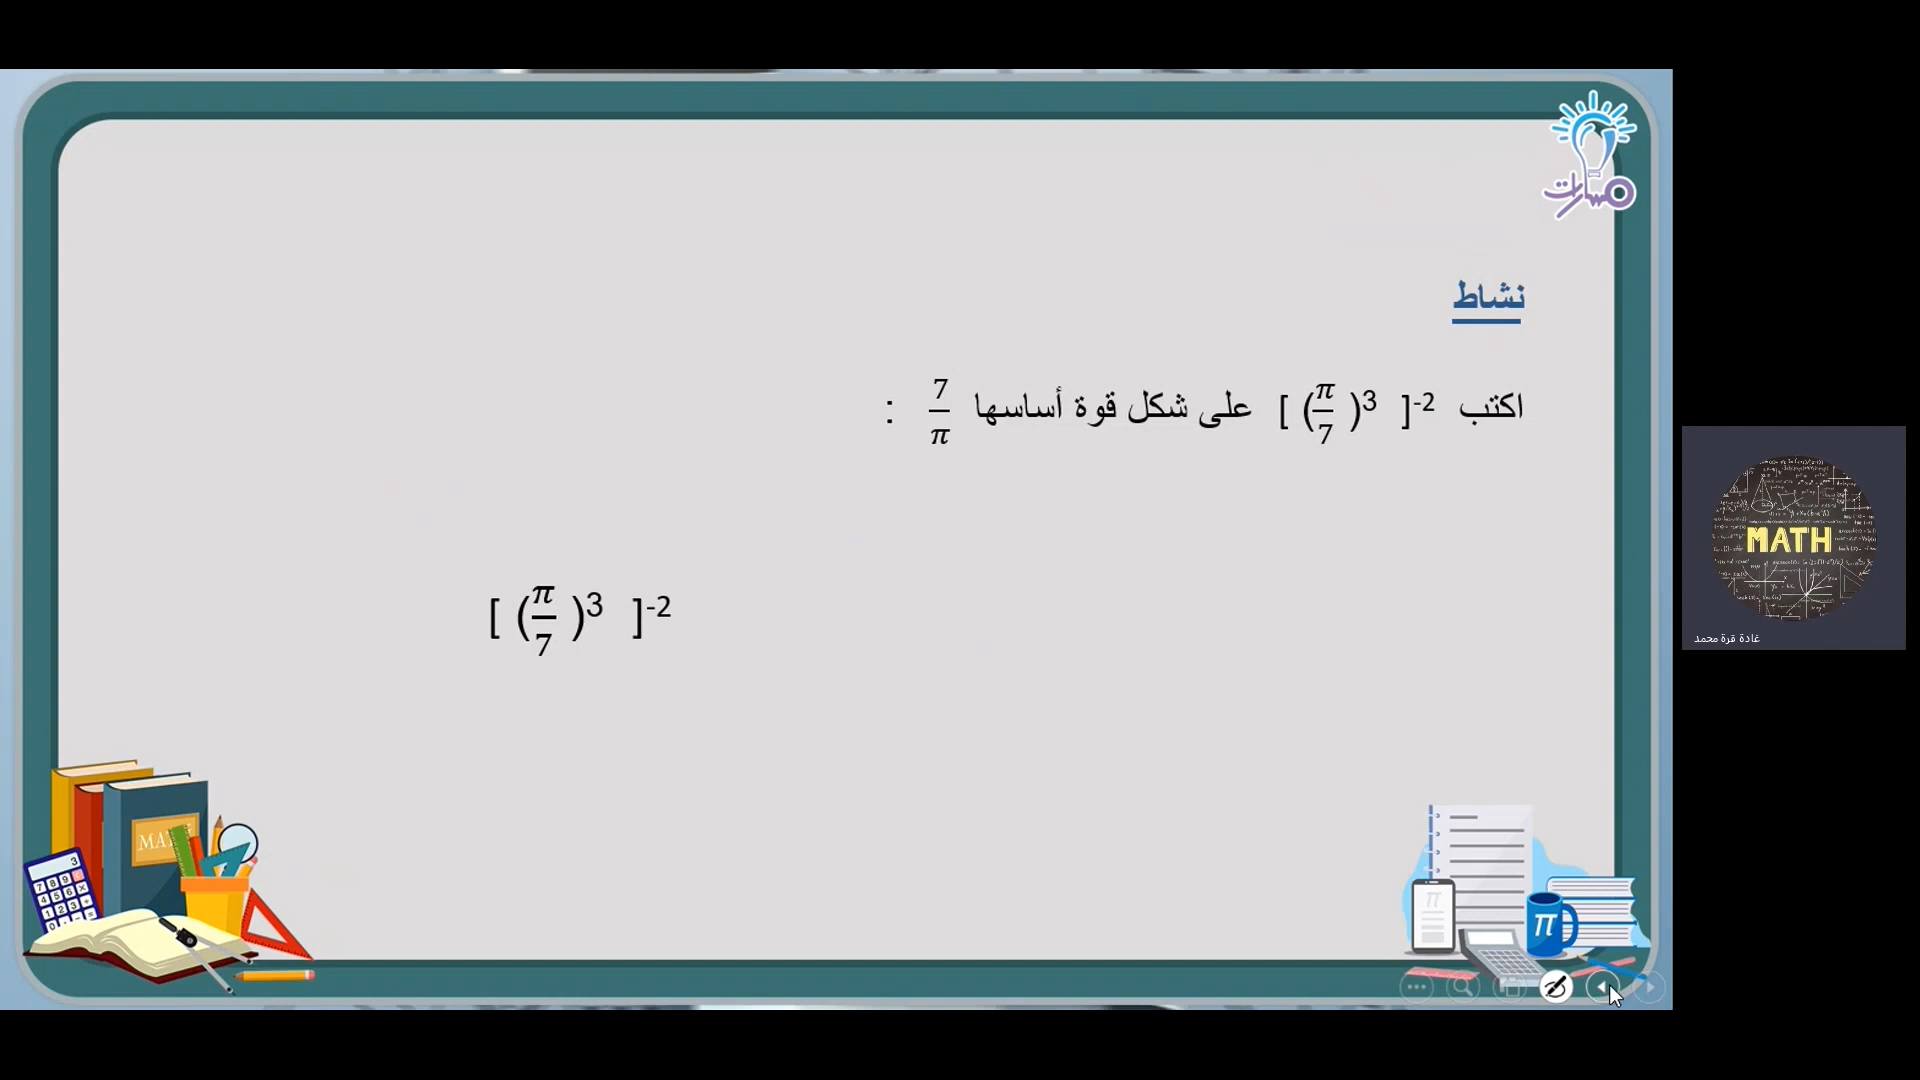 مسارات
نشاط
اكتب [ (π/7)³ ]⁻² على شكل قوة أساسها 7/π :
[ (π/7)³ ]⁻²
MATH
غادة قرة محمد
π
π